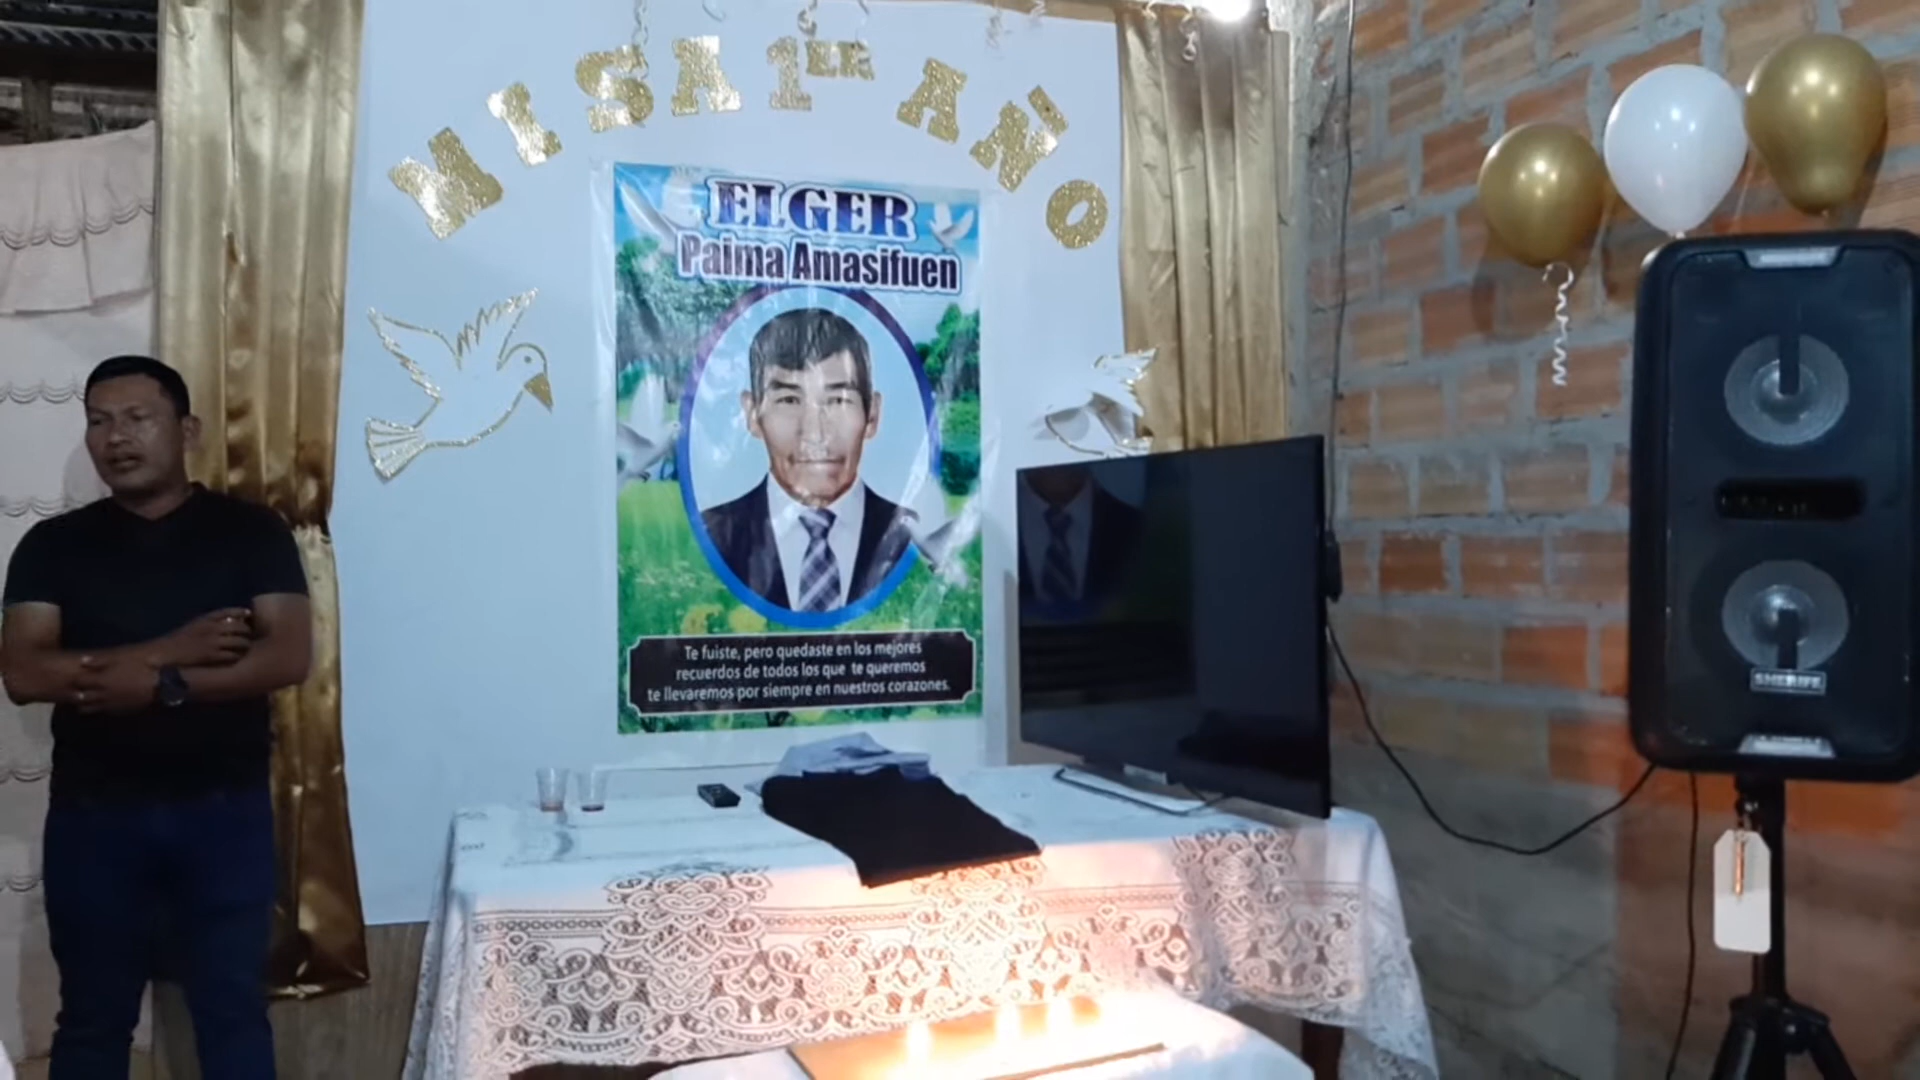 MISA 1ER AÑO
ELGER
Paima Amasifuen
Te fuiste, pero quedaste en los mejores
recuerdos de todos los que te queremos
te llevaremos por siempre en nuestros corazones.
SHERIFE